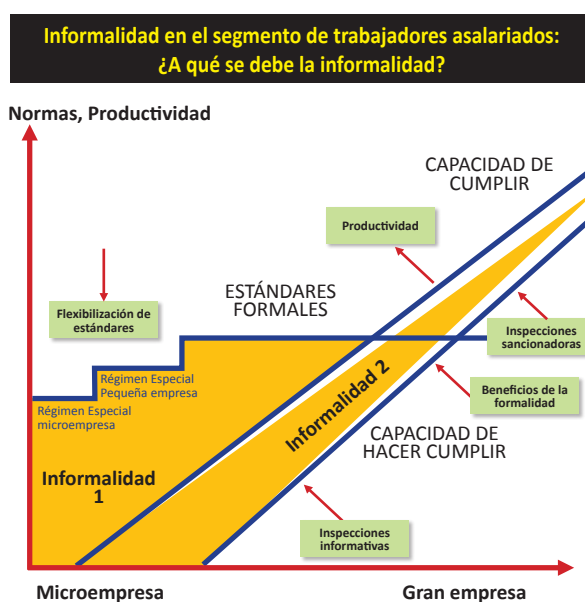 Informalidad en el segmento de trabajadores asalariados:
¿A qué se debe la informalidad?
Normas, Productividad
CAPACIDAD DE
CUMPLIR
Productividad
ESTÁNDARES
FORMALES
Flexibilización de
estándares
Inspecciones
sancionadoras
Régimen Especial
Pequeña empresa
Régimen Especial
microempresa
Beneficios de la
formalidad
Informalidad 2
CAPACIDAD DE
HACER CUMPLIR
Informalidad
1
Inspecciones
informativas
Microempresa
Gran empresa